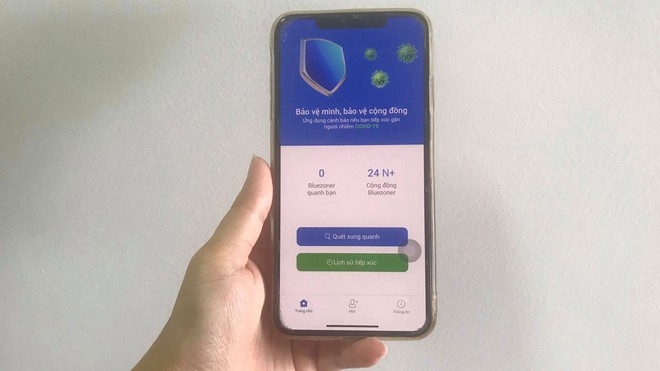 Bảo vệ mình, bảo vệ cộng đồng
Ứng dụng cảnh báo nếu bạn tiếp xúc gần
người nhiễm COVID-19
0
Bluezoner
quanh bạn
24 N+
Cộng đồng
Bluezoner
Quét xung quanh
Lịch sử tiếp xúc
Trang chủ
Mời
Thông tin